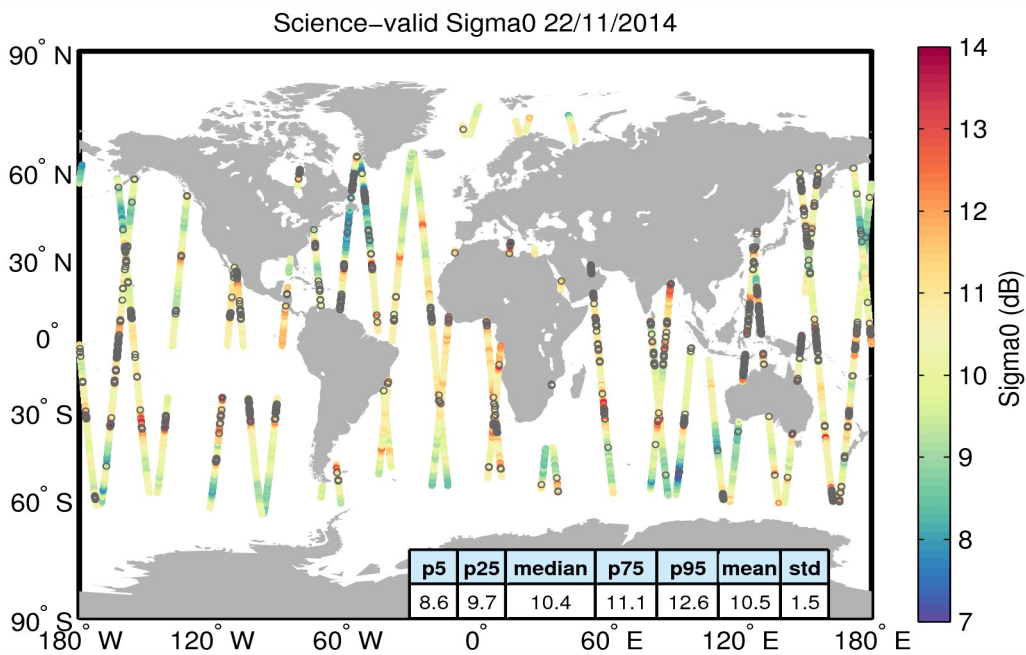 Science−valid Sigma0 22/11/2014
90° N
60° N
30° N
0°
30° S
60° S
90° S
180° W
120° W
60° W
0°
60° E
120° E
180° E
14
13
12
11
10
9
8
7
Sigma0 (dB)
p5 p25 median p75 p95 mean std
8.6 9.7 10.4 11.1 12.6 10.5 1.5